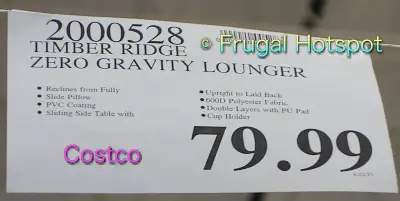 2000528
© Frugal Hotspot
TIMBER RIDGE
ZERO GRAVITY LOUNGER
• Reclines from Fully
• Slide Pillow
• PVC Coating
• Sliding Side Table with
• Upright to Laid Back
• 600D Polyester Fabric
• Double Layers with PU Pad
• Cup Holder
Costco
79.99